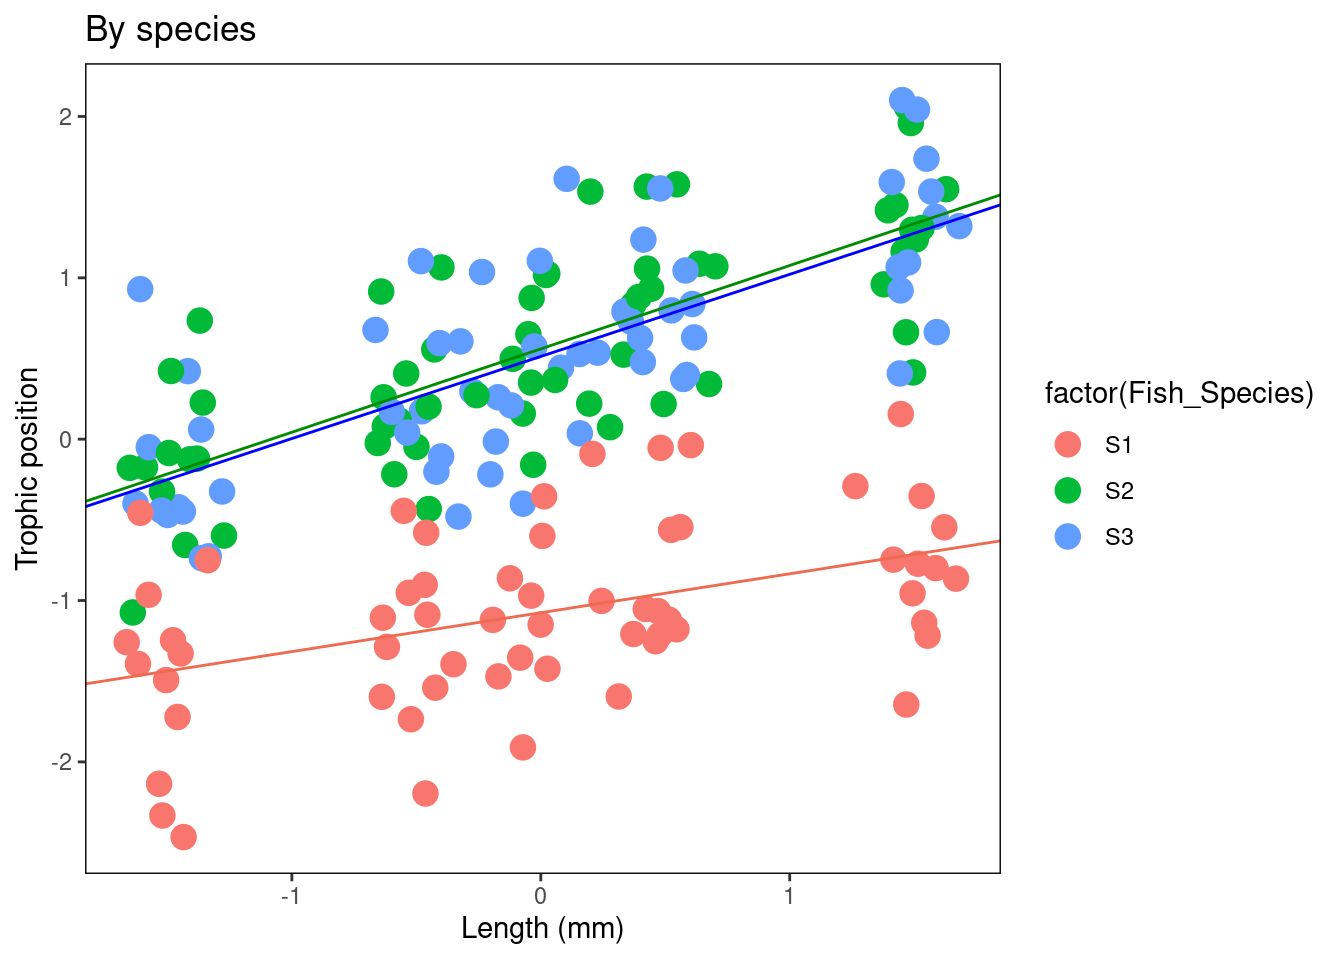 By species
2
1
0
-1
-2
Trophic position
-1 0 1
Length (mm)
factor(Fish_Species)
S1
S2
S3